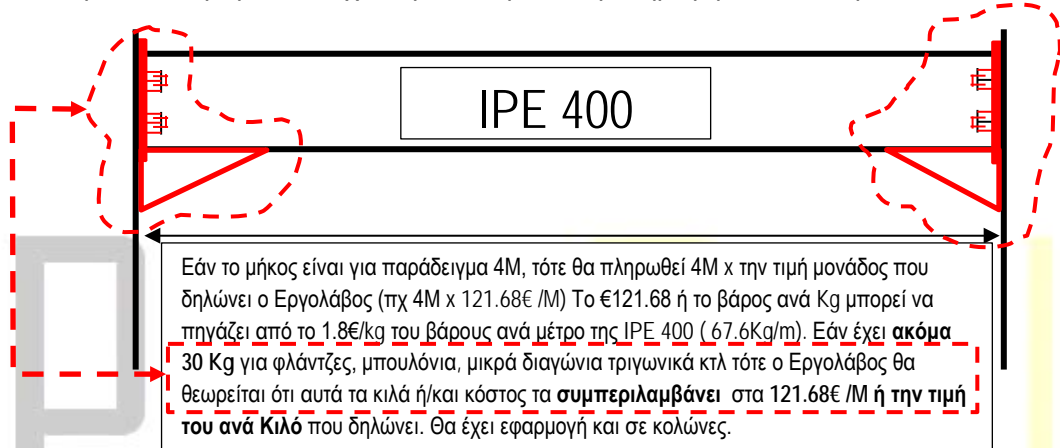 IPE 400
Εάν το μήκος είναι για παράδειγμα 4M, τότε θα πληρωθεί 4M x την τιμή μονάδος που
δηλώνει ο Εργολάβος (πχ 4M x 121.68€ /M) Το €121.68 ή το βάρος ανά Kg μπορεί να
πηγάζει από το 1.8€/kg του βάρους ανά μέτρο της IPE 400 ( 67.6Kg/m). Εάν έχει ακόμα
30 Kg για φλάντζες, μπουλόνια, μικρά διαγώνια τριγωνικά κτλ τότε ο Εργολάβος θα
θεωρείται ότι αυτά τα κιλά ή/και κόστος τα συμπεριλαμβάνει στα 121.68€ /M ή την τιμή
του ανά Κιλό που δηλώνει. Θα έχει εφαρμογή και σε κολώνες.